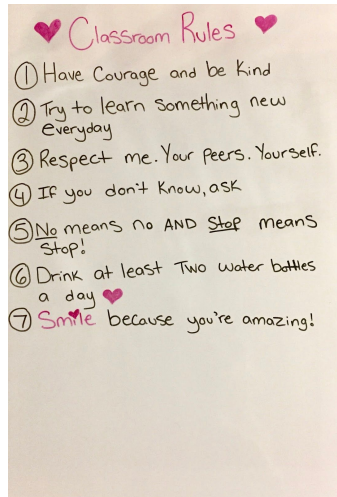 Classroom Rules
① Have Courage and be Kind
② Try to learn something new
everyday
③ Respect me. Your peers. Yourself.
④ If you don't know, ask
⑤ No means no AND Stop means
Stop!
⑥ Drink at least Two water bottles
a day
⑦ Smile because you're amazing!